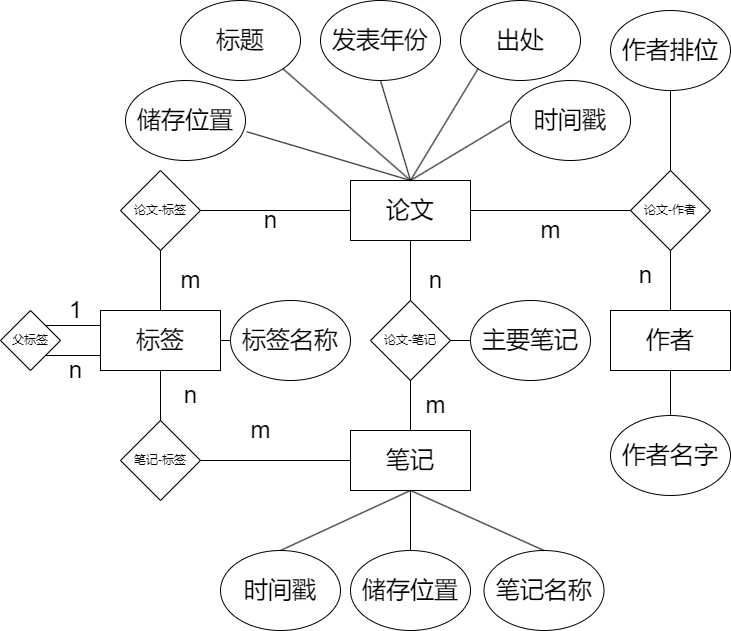 标题
发表年份
出处
作者排位
储存位置
时间戳
论文-标签
论文
论文-作者
n
m
m
n
n
1
父标签
标签
标签名称
论文-笔记
主要笔记
作者
n
n
m
m
笔记-标签
笔记
作者名字
时间戳
储存位置
笔记名称